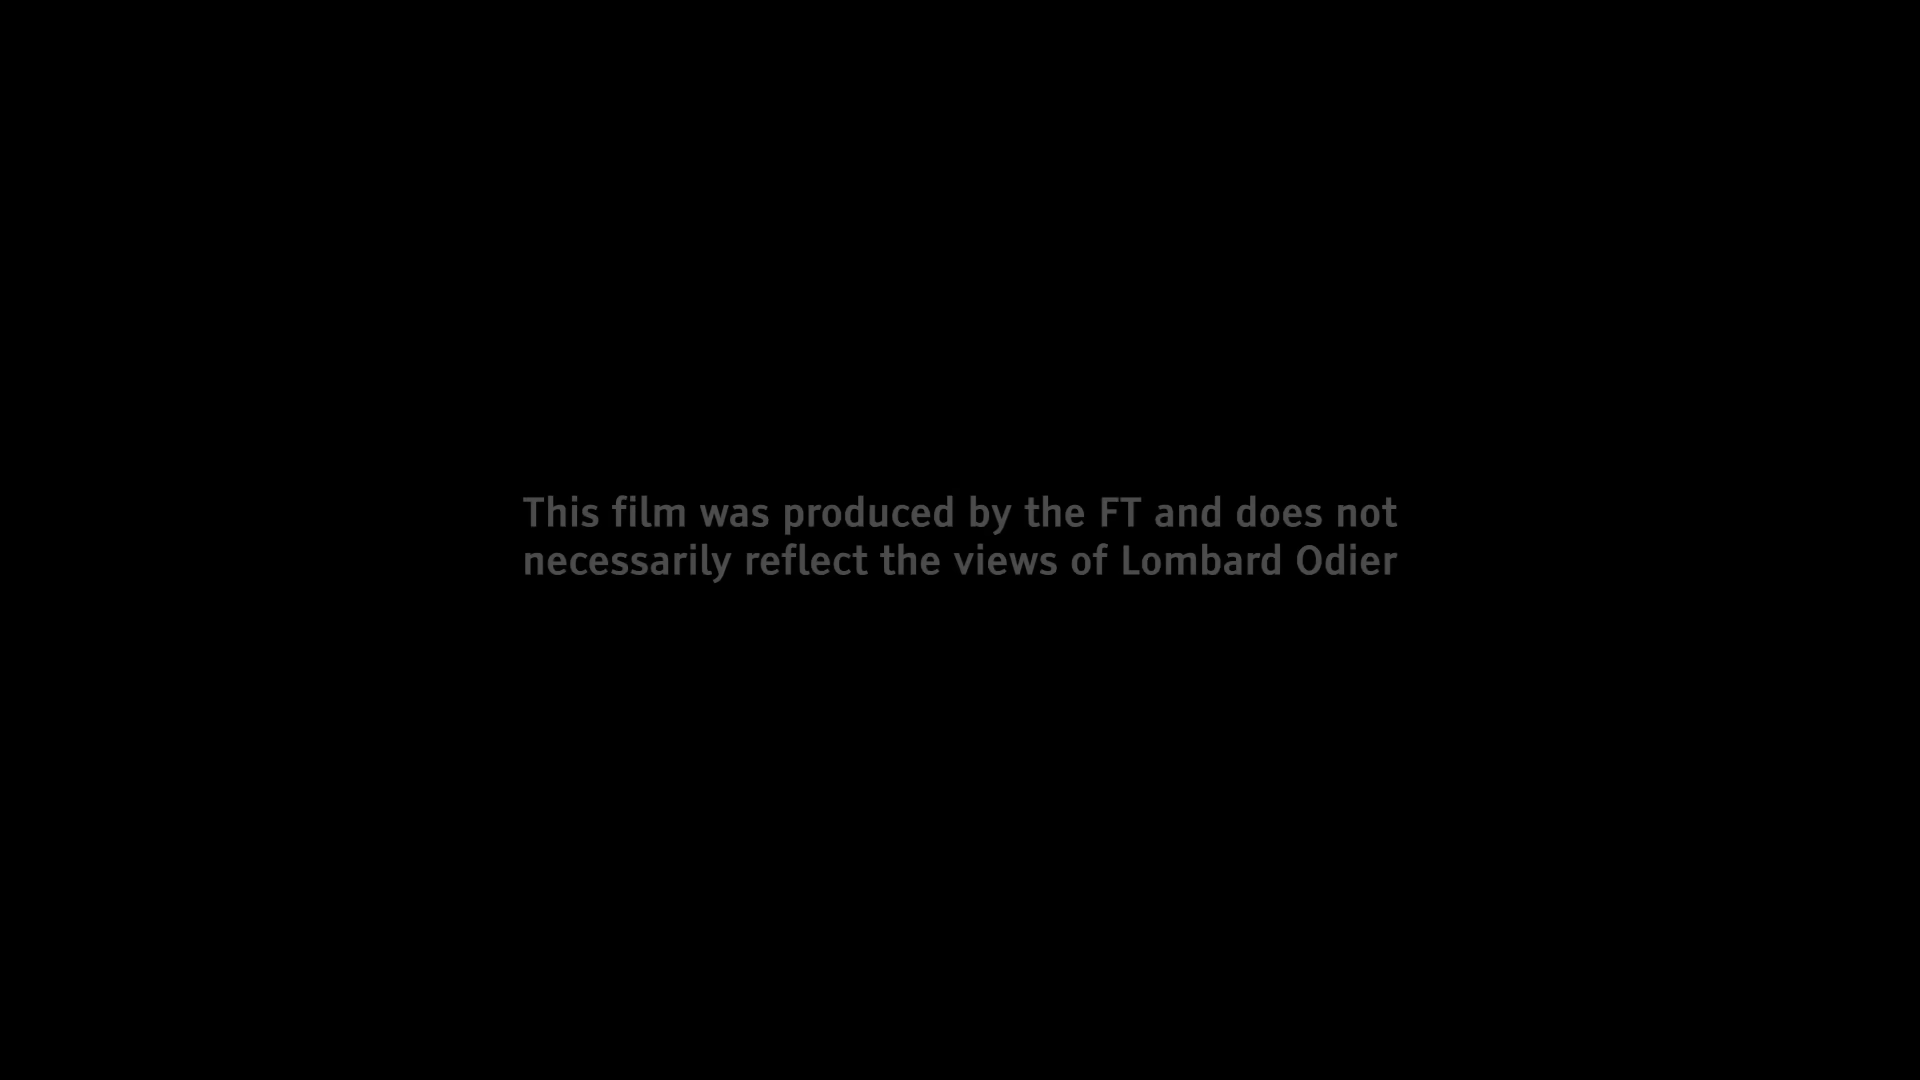 This film was produced by the FT and does not
necessarily reflect the views of Lombard Odier